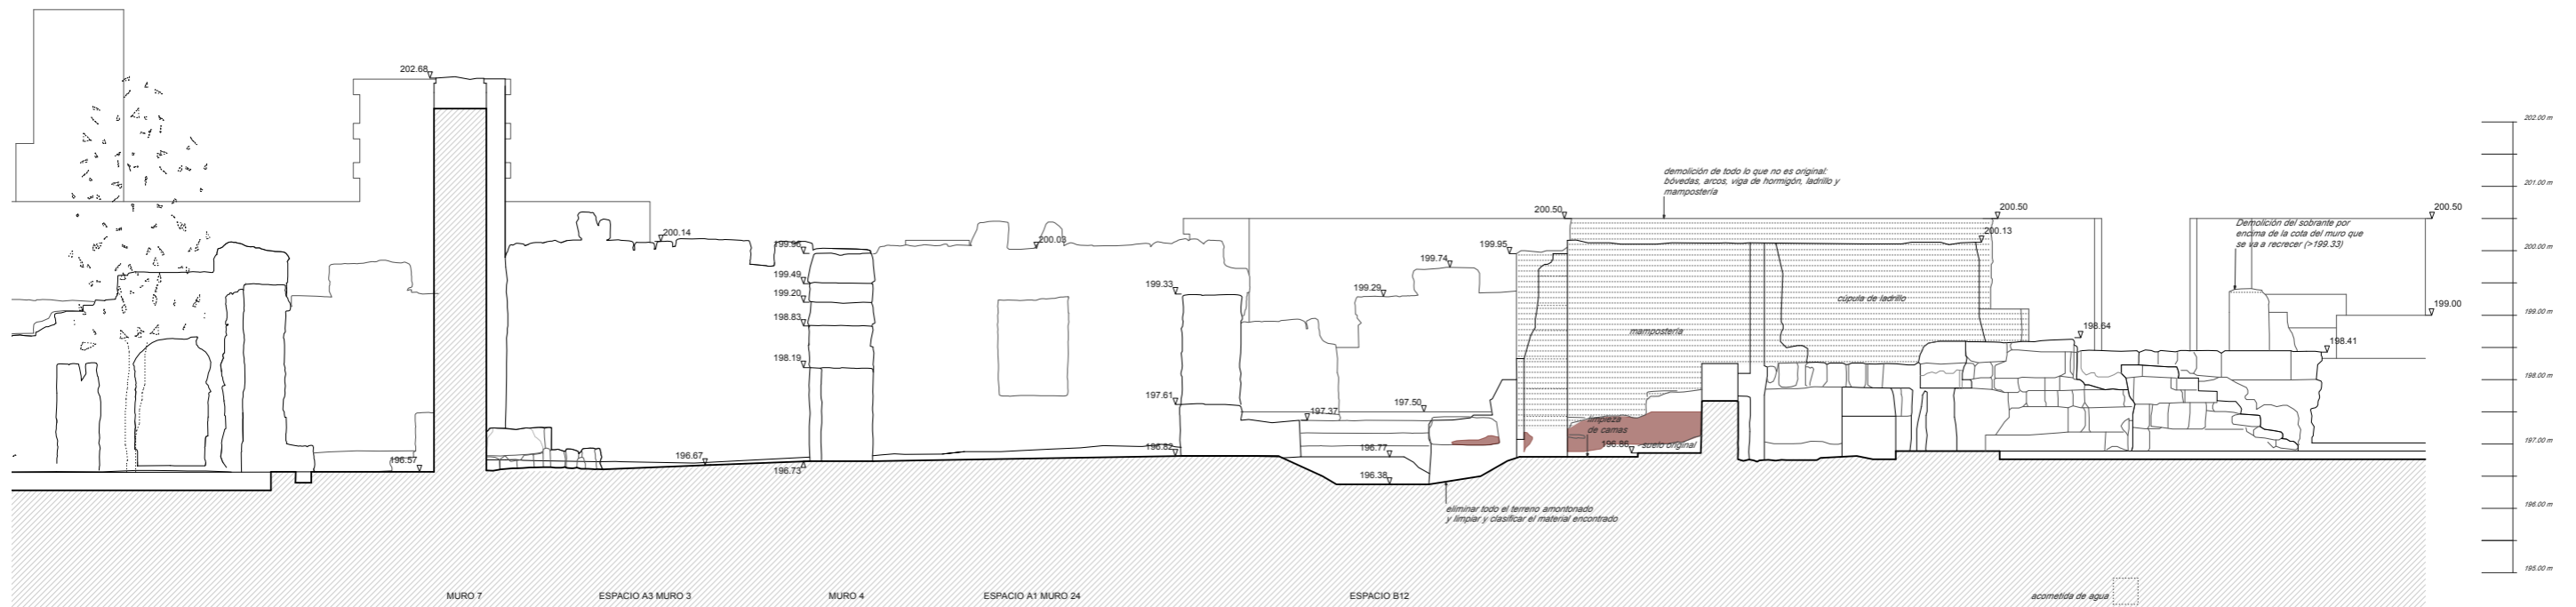 202.68
202.00 m
demolición de todo lo que no es original:
bóvedas, arcos, viga de hormigón, ladrillo y
mampostería
201.00 m
200.50
200.50
200.50
200.14
200.03
199.96
199.95
200.13
Demolición del sobrante por
encima de la cota del muro que
se va a recrecer (>199.33)
200.00 m
199.74
199.49
199.33
199.29
199.20
cúpula de ladrillo
199.00
199.00 m
198.83
mampostería
198.64
198.41
198.19
198.00 m
197.61
197.50
197.37
limpieza
de camas
197.00 m
196.82
196.86
suelo original
196.77
196.57
196.67
196.73
196.38
eliminar todo el terreno amontonado
y limpiar y clasificar el material encontrado
196.00 m
195.00 m
MURO 7
ESPACIO A3 MURO 3
MURO 4
ESPACIO A1 MURO 24
ESPACIO B12
acometida de agua